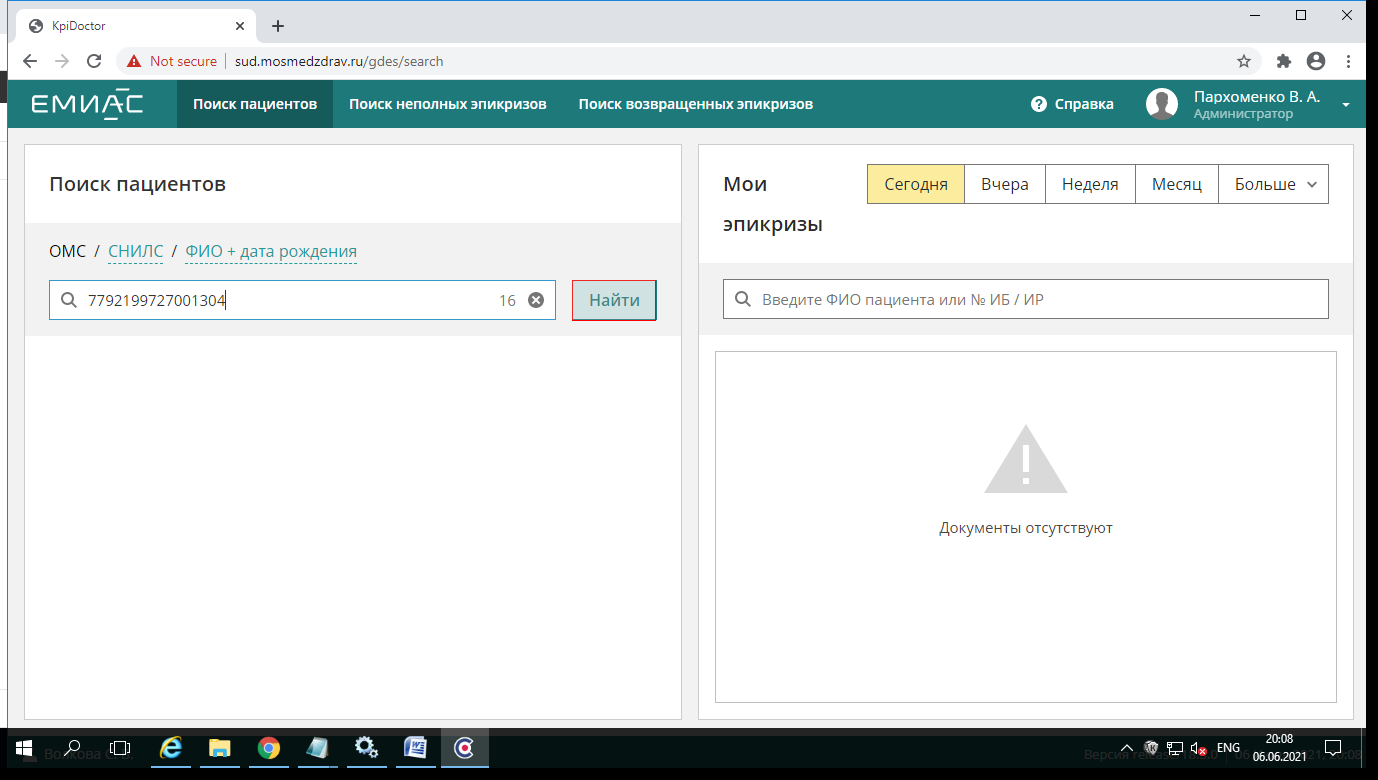 KpiDoctor
Not secure
sud.mosmedzdrav.ru/gdes/search
ЕМИАС
Поиск пациентов
Поиск неполных эпикризов
Поиск возвращенных эпикризов
Справка
Пархоменко В. А.
Администратор
Поиск пациентов
ОМС / СНИЛС / ФИО + дата рождения
7792199727001304
16
Найти
Мои
эпикризы
Сегодня
Вчера
Неделя
Месяц
Больше
Введите ФИО пациента или № ИБ / ИР
Документы отсутствуют
ENG
20:08
06.06.2021